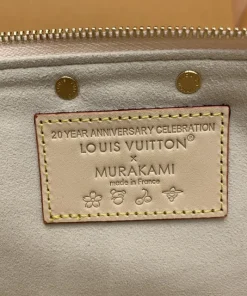 20 YEAR ANNIVERSARY CELEBRATION
LOUIS VUITTON
×
MURAKAMI
made in France